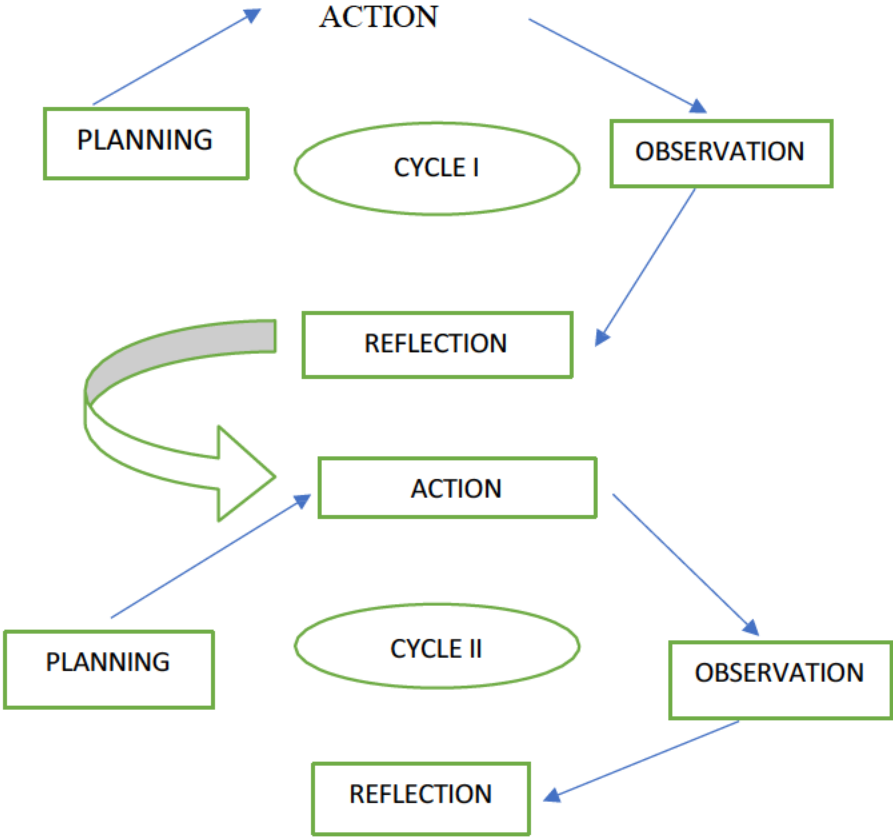 ACTION
PLANNING
CYCLE I
OBSERVATION
REFLECTION
ACTION
PLANNING
CYCLE II
OBSERVATION
REFLECTION